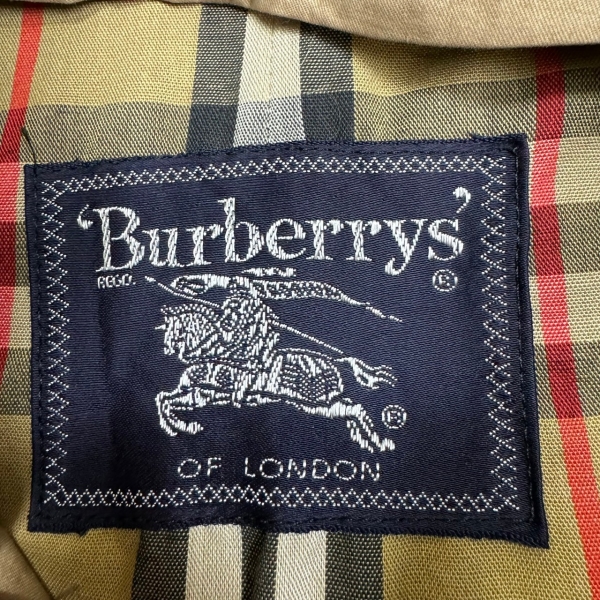 'Burberrys'
REGD. ®
®
OF LONDON